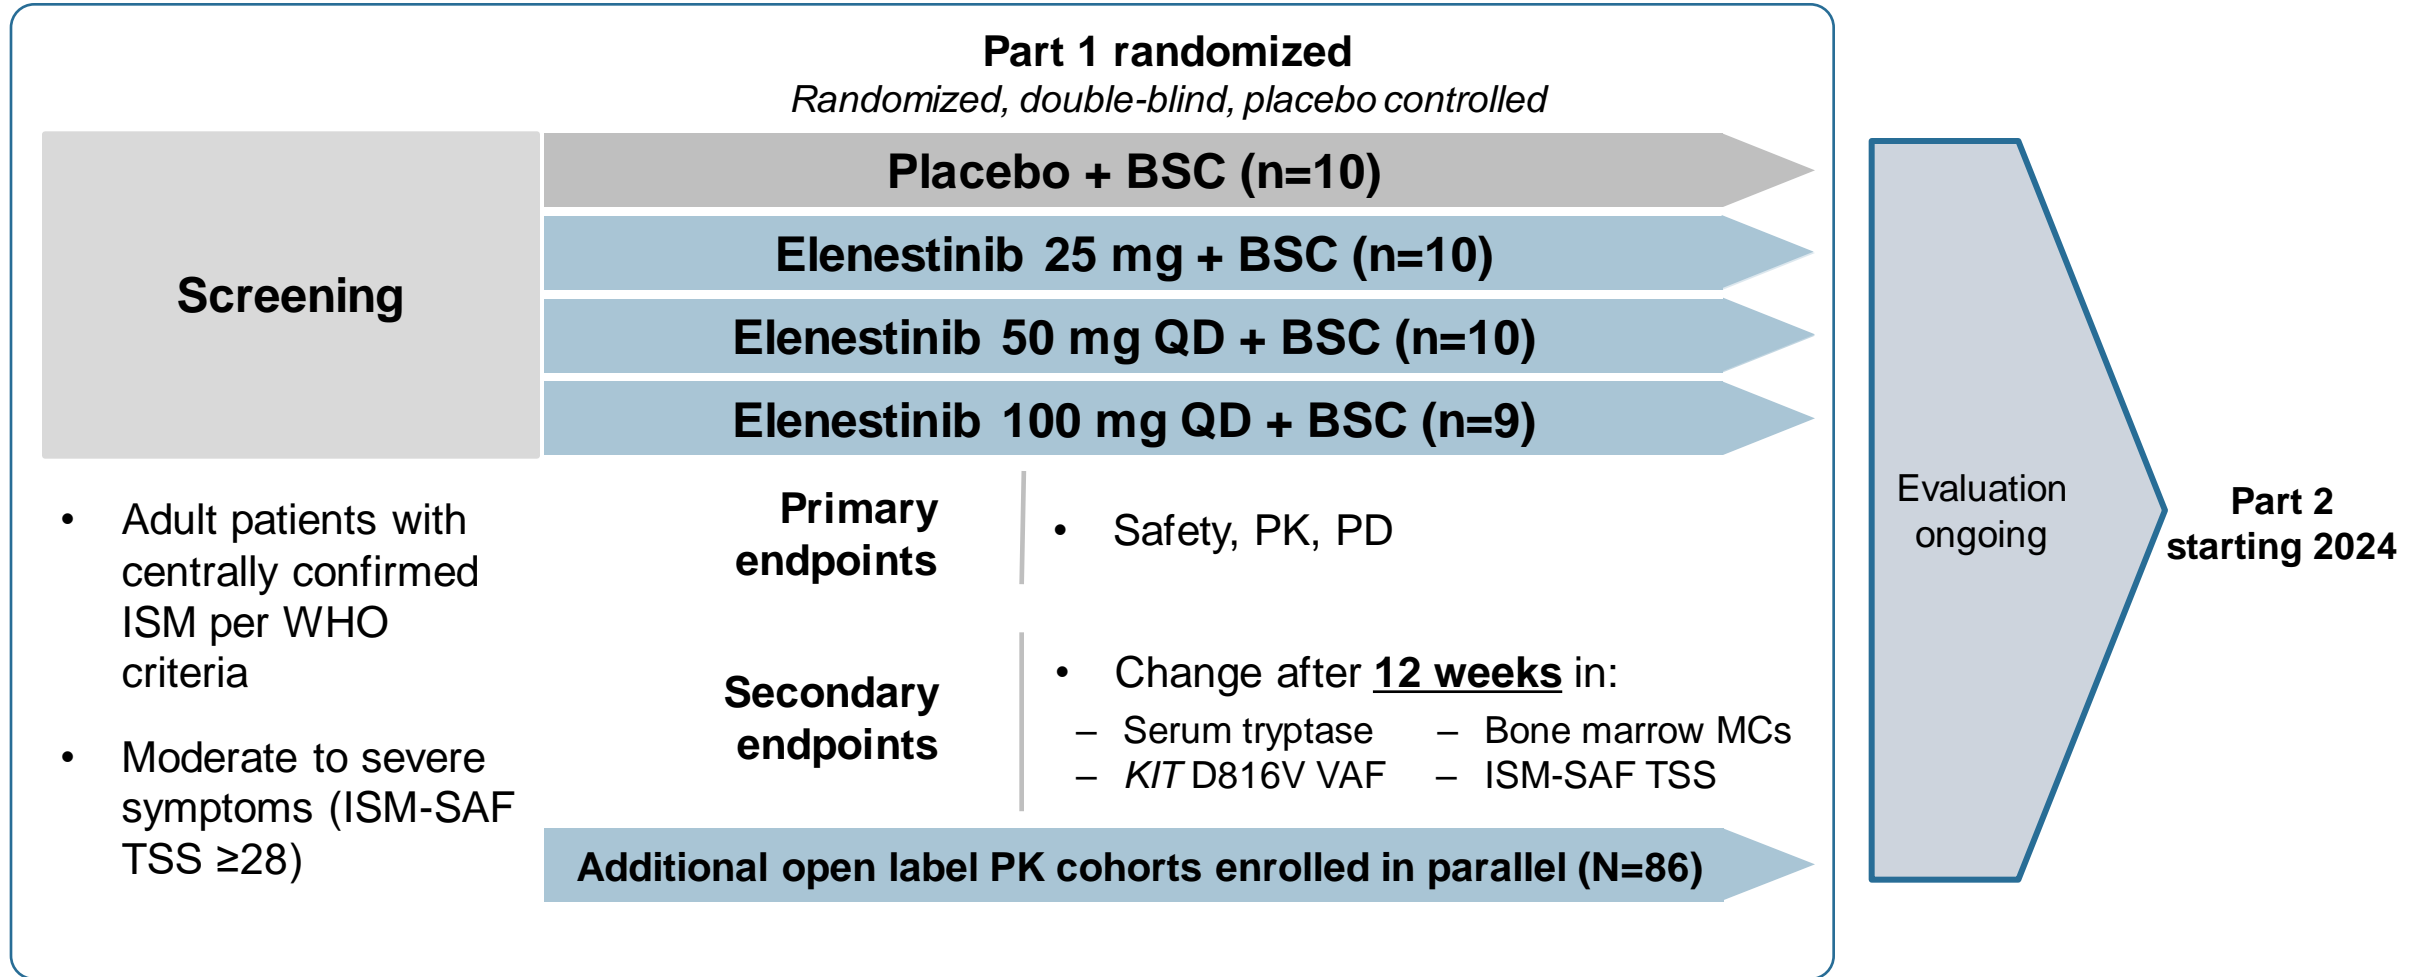 Part 1 randomized
Randomized, double-blind, placebo controlled
Screening
Placebo + BSC (n=10)
Elenestinib 25 mg + BSC (n=10)
Elenestinib 50 mg QD + BSC (n=10)
Elenestinib 100 mg QD + BSC (n=9)
• Adult patients with
centrally confirmed
ISM per WHO
criteria
• Moderate to severe
symptoms (ISM-SAF
TSS ≥28)
Primary
endpoints
• Safety, PK, PD
Secondary
endpoints
• Change after 12 weeks in:
– Serum tryptase
– KIT D816V VAF
– Bone marrow MCs
– ISM-SAF TSS
Additional open label PK cohorts enrolled in parallel (N=86)
Evaluation
ongoing
Part 2
starting 2024